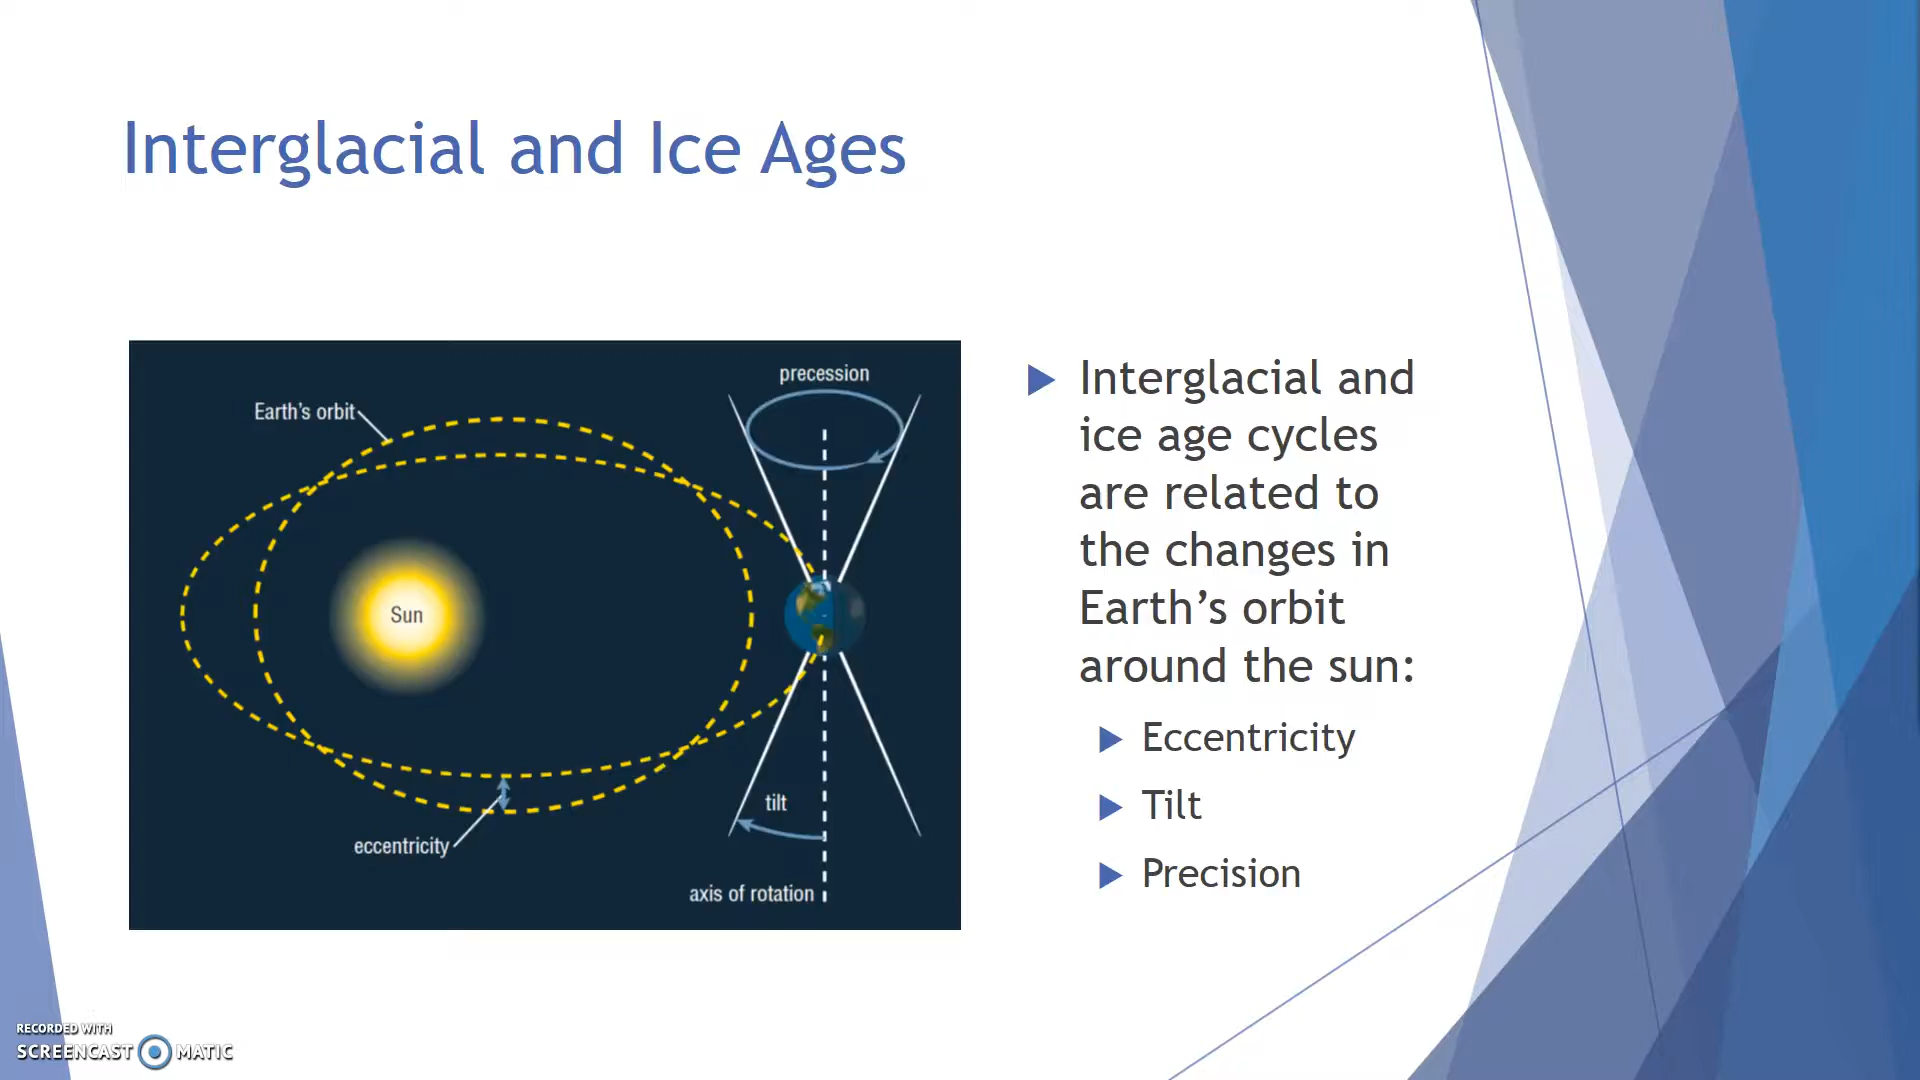 Interglacial and Ice Ages
precession
Earth's orbit
Sun
tilt
eccentricity
axis of rotation
Interglacial and
ice age cycles
are related to
the changes in
Earth’s orbit
around the sun:
Eccentricity
Tilt
Precision
RECORDED WITH
SCREENCAST MATIC